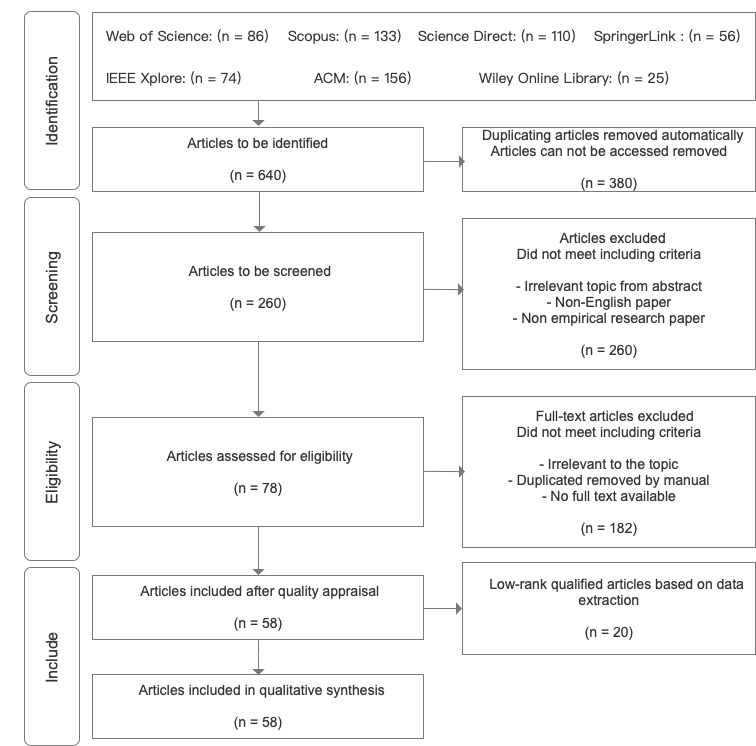 Web of Science: (n = 86) Scopus: (n = 133) Science Direct: (n = 110) SpringerLink : (n = 56)
IEEE Xplore: (n = 74) ACM: (n = 156) Wiley Online Library: (n = 25)
Identification
Articles to be identified
(n = 640)
Duplicating articles removed automatically
Articles can not be accessed removed
(n = 380)
Screening
Articles to be screened
(n = 260)
Articles excluded
Did not meet including criteria
- Irrelevant topic from abstract
- Non-English paper
- Non empirical research paper
(n = 260)
Eligibility
Articles assessed for eligibility
(n = 78)
Full-text articles excluded
Did not meet including criteria
- Irrelevant to the topic
- Duplicated removed by manual
- No full text available
(n = 182)
Include
Articles included after quality appraisal
(n = 58)
Low-rank qualified articles based on data
extraction
(n = 20)
Articles included in qualitative synthesis
(n = 58)